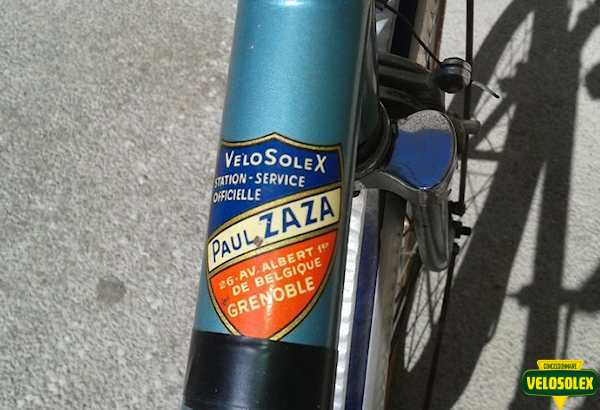 VELOSOLEX
STATION-SERVICE
OFFICIELLE
PAUL ZAZA
26, AV. ALBERT 1er
DE BELGIQUE
GRENOBLE
CONCESSIONNAIRE
VELOSOLEX